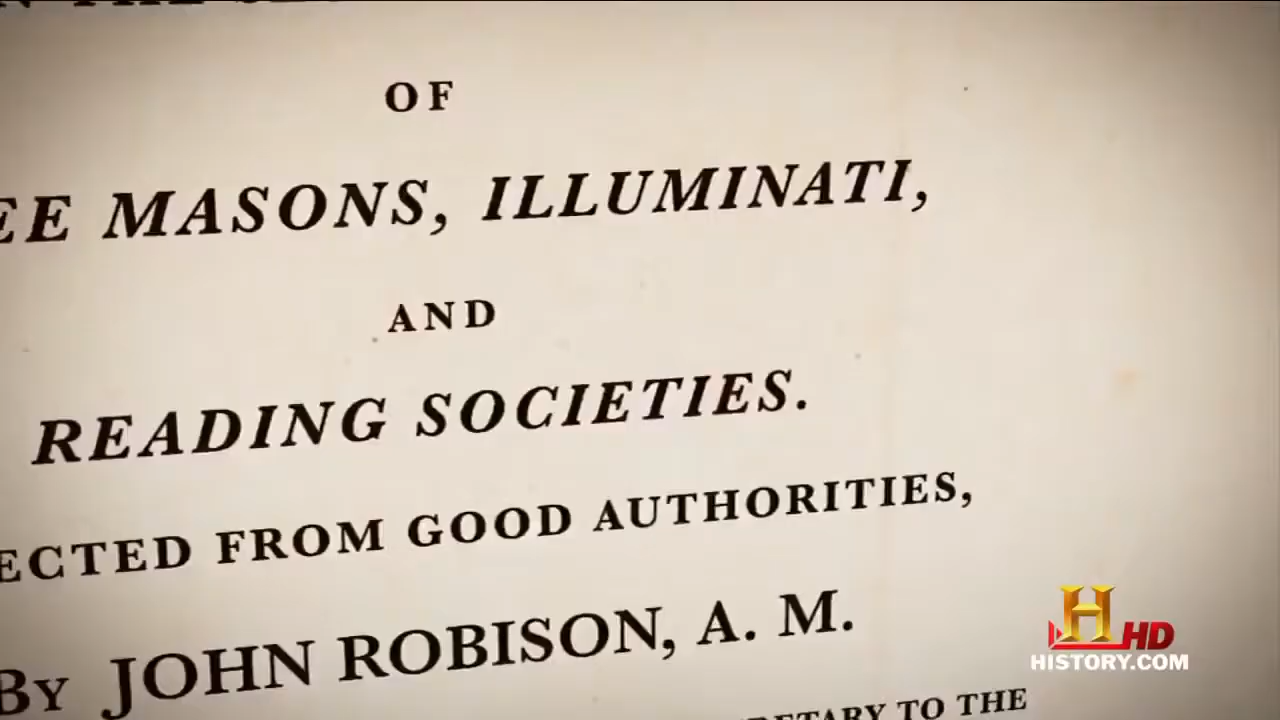 OF
EE MASONS, ILLUMINATI,
AND
READING SOCIETIES.
ECTED FROM GOOD AUTHORITIES,
By JOHN ROBISON, A. M.
ETARY TO THE
H HD
HISTORY.COM